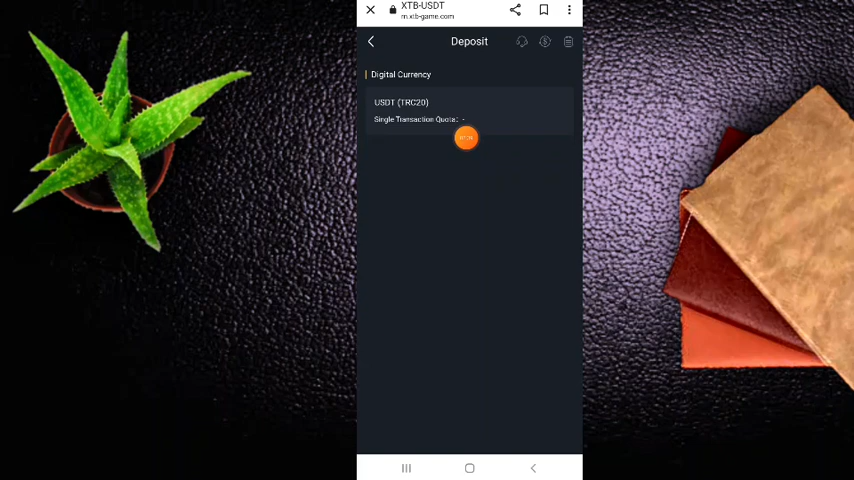 XTB-USDT
m.xtb-game.com
Deposit
Digital Currency
USDT (TRC20)
Single Transaction Quota: -